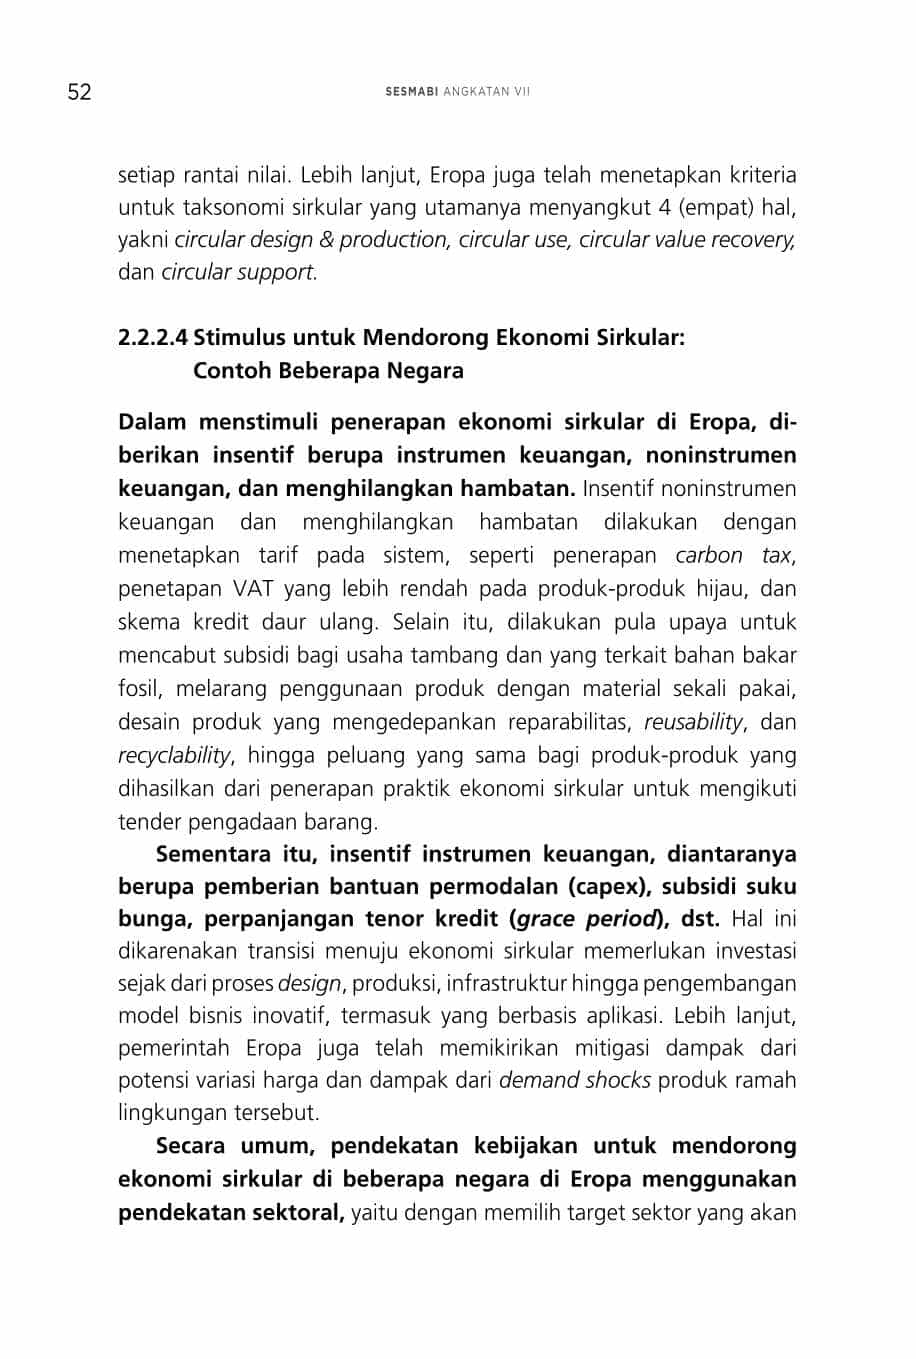 52
SESMABI ANGKATAN VII
setiap rantai nilai. Lebih lanjut, Eropa juga telah menetapkan kriteria
untuk taksonomi sirkular yang utamanya menyangkut 4 (empat) hal,
yakni circular design & production, circular use, circular value recovery,
dan circular support.
2.2.2.4 Stimulus untuk Mendorong Ekonomi Sirkular:
Contoh Beberapa Negara
Dalam menstimuli penerapan ekonomi sirkular di Eropa, di-
berikan insentif berupa instrumen keuangan, noninstrumen
keuangan, dan menghilangkan hambatan. Insentif noninstrumen
keuangan dan menghilangkan hambatan dilakukan dengan
menetapkan tarif pada sistem, seperti penerapan carbon tax,
penetapan VAT yang lebih rendah pada produk-produk hijau, dan
skema kredit daur ulang. Selain itu, dilakukan pula upaya untuk
mencabut subsidi bagi usaha tambang dan yang terkait bahan bakar
fosil, melarang penggunaan produk dengan material sekali pakai,
desain produk yang mengedepankan reparabilitas, reusability, dan
recyclability, hingga peluang yang sama bagi produk-produk yang
dihasilkan dari penerapan praktik ekonomi sirkular untuk mengikuti
tender pengadaan barang.
Sementara itu, insentif instrumen keuangan, diantaranya
berupa pemberian bantuan permodalan (capex), subsidi suku
bunga, perpanjangan tenor kredit (grace period), dst. Hal ini
dikarenakan transisi menuju ekonomi sirkular memerlukan investasi
sejak dari proses design, produksi, infrastruktur hingga pengembangan
model bisnis inovatif, termasuk yang berbasis aplikasi. Lebih lanjut,
pemerintah Eropa juga telah memikirikan mitigasi dampak dari
potensi variasi harga dan dampak dari demand shocks produk ramah
lingkungan tersebut.
Secara umum, pendekatan kebijakan untuk mendorong
ekonomi sirkular di beberapa negara di Eropa menggunakan
pendekatan sektoral, yaitu dengan memilih target sektor yang akan